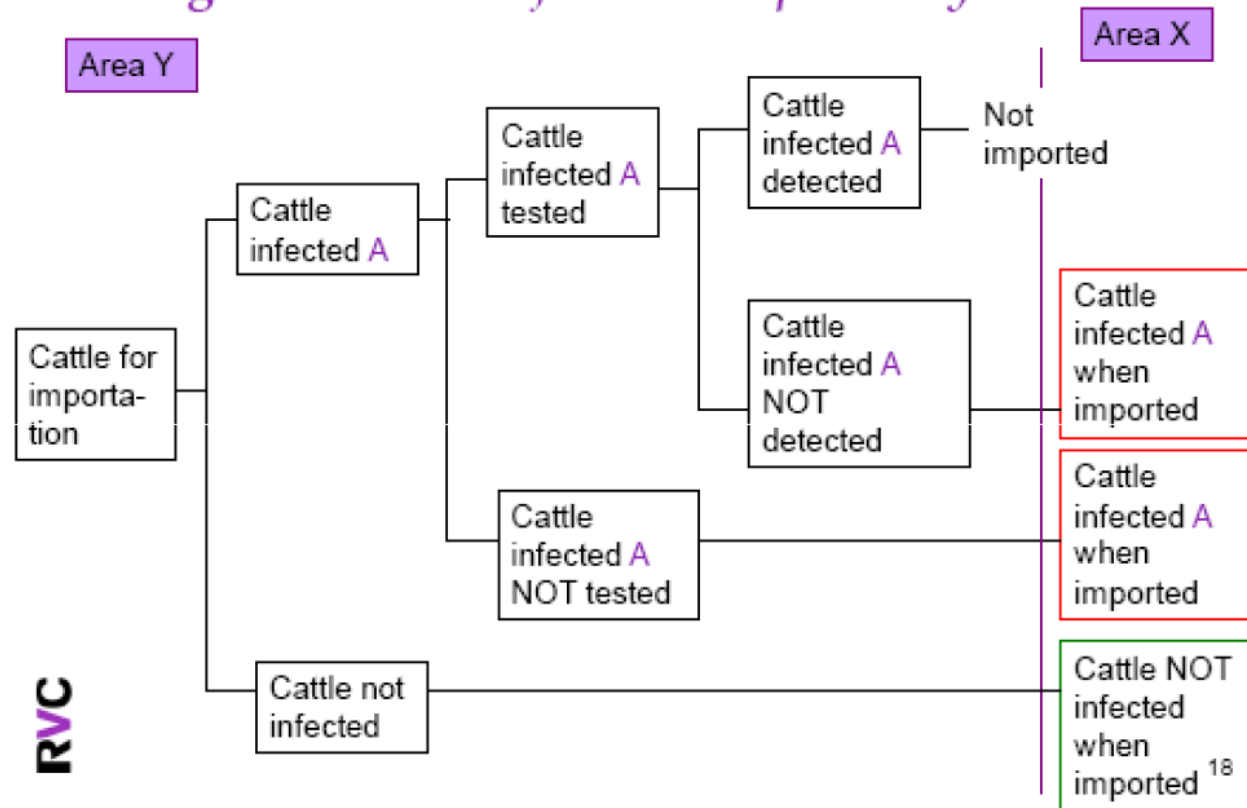 Area Y
Area X
Cattle for
importa-
tion
Cattle
infected A
Cattle
infected A
tested
Cattle
infected A
detected
Not
imported
Cattle
infected A
NOT
detected
Cattle
infected A
when
imported
Cattle
infected A
NOT tested
Cattle
infected A
when
imported
Cattle not
infected
Cattle NOT
infected
when
imported 18
RVC